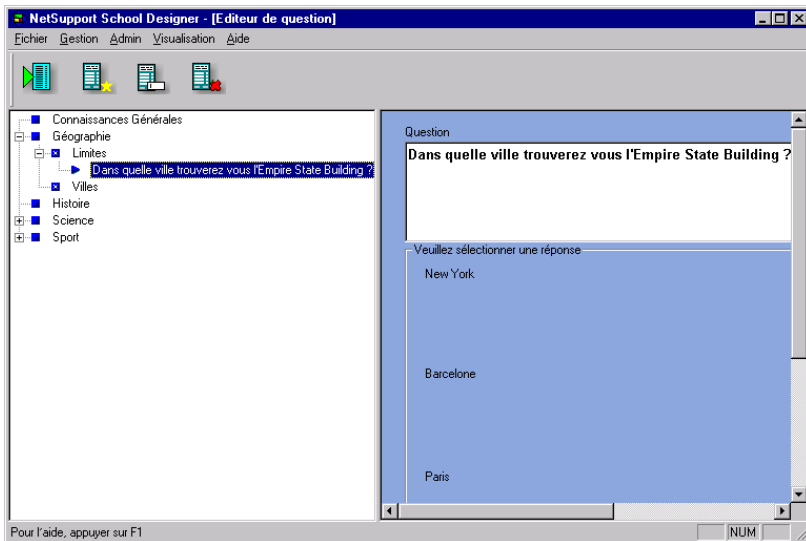 NetSupport School Designer - [Editeur de question]
Fichier Gestion Admin Visualisation Aide
Connaissances Générales
Géographie
Limites
Dans quelle ville trouverez vous l'Empire State Building ?
Villes
Histoire
Science
Sport
Question
Dans quelle ville trouverez vous l'Empire State Building ?
Veuillez sélectionner une réponse
New York
Barcelone
Paris
Pour l'aide, appuyer sur F1
NUM